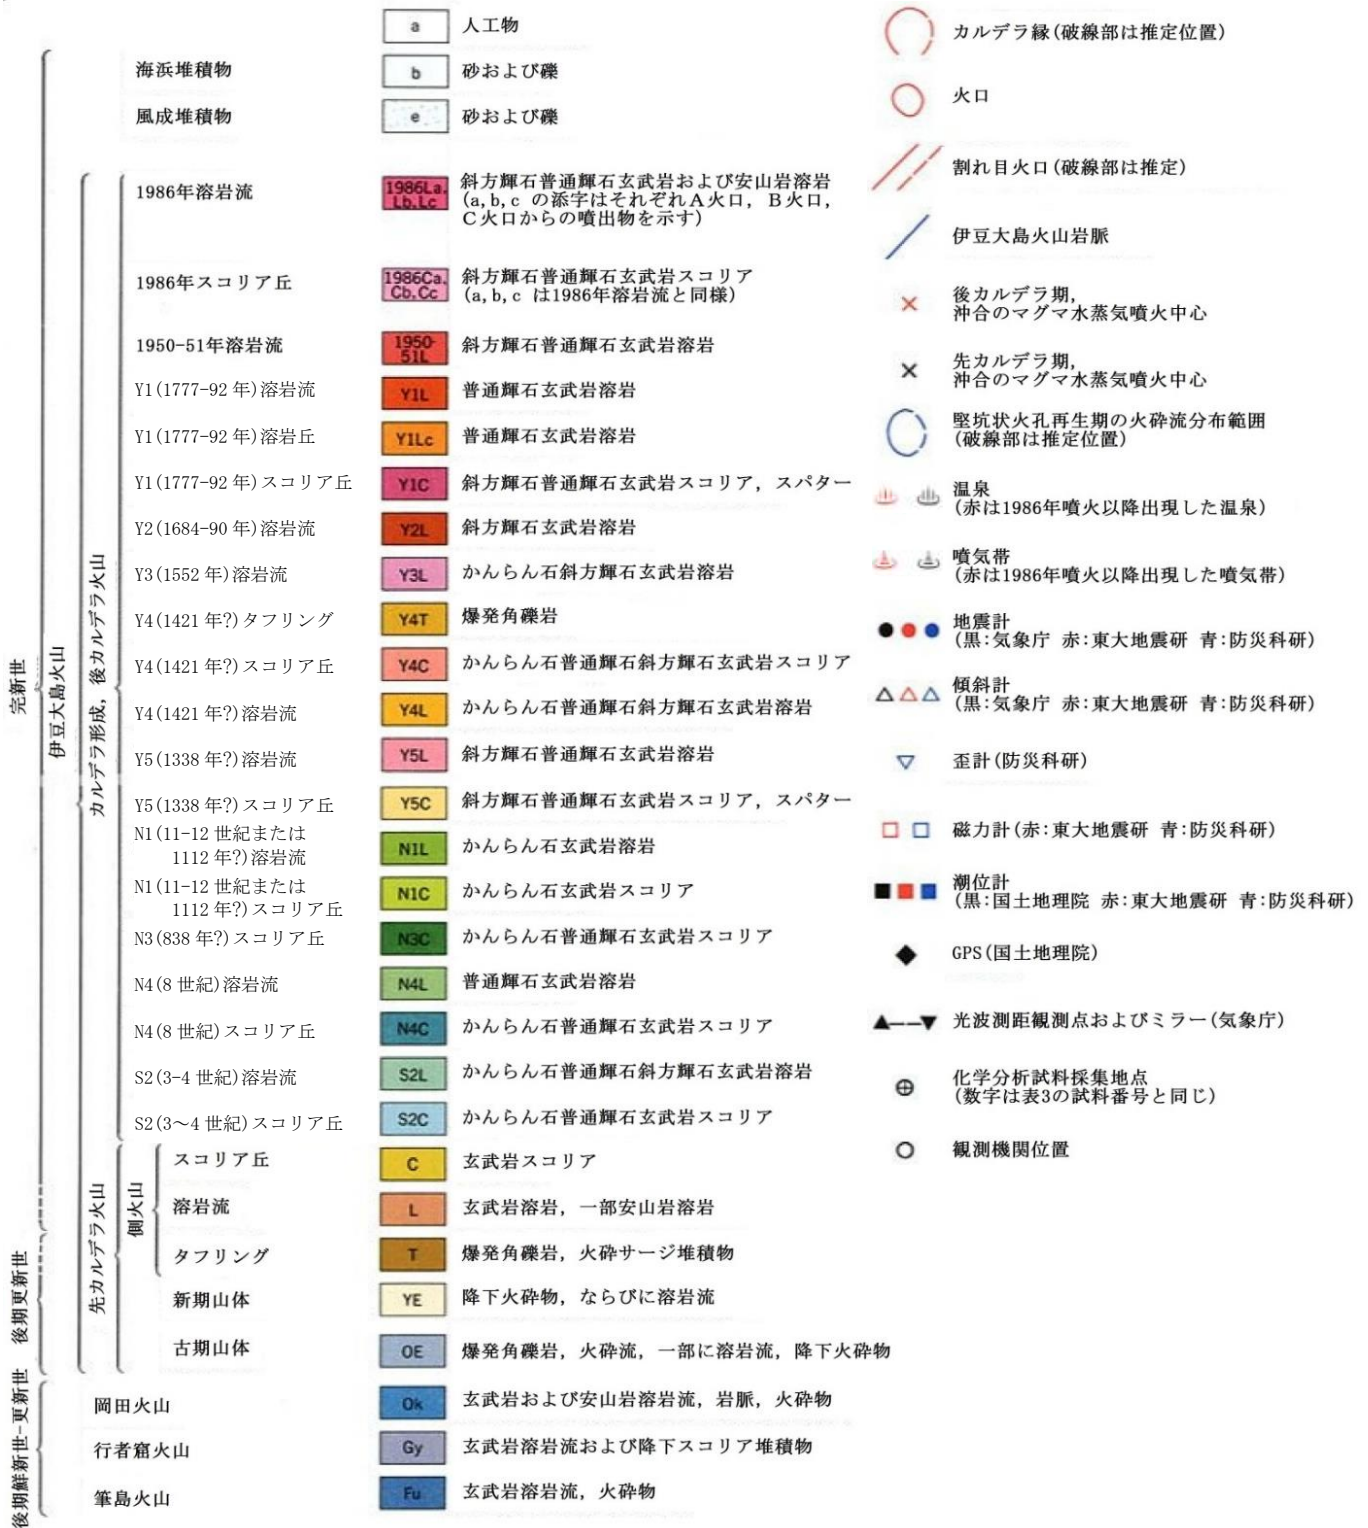 a 人工物
海浜堆積物 b 砂および礫
風成堆積物 e 砂および礫
1986年溶岩流 1986La. Lb.Lc 斜方輝石普通輝石玄武岩および安山岩溶岩
(a,b,c の添字はそれぞれA火口，B火口，
C火口からの噴出物を示す)
1986年スコリア丘 1986Ca. Cb.Cc 斜方輝石普通輝石玄武岩スコリア
(a,b,c は1986年溶岩流と同様)
1950-51年溶岩流 1950-51L 斜方輝石普通輝石玄武岩溶岩
Y1(1777-92 年)溶岩流 Y1L 普通輝石玄武岩溶岩
Y1(1777-92 年)溶岩丘 Y1Lc 普通輝石玄武岩溶岩
Y1(1777-92 年)スコリア丘 Y1C 斜方輝石普通輝石玄武岩スコリア，スパター
Y2(1684-90 年)溶岩流 Y2L 斜方輝石玄武岩溶岩
Y3(1552 年)溶岩流 Y3L かんらん石斜方輝石玄武岩溶岩
Y4(1421 年?)タフリング Y4T 爆発角礫岩
Y4(1421 年?)スコリア丘 Y4C かんらん石普通輝石斜方輝石玄武岩スコリア
Y4(1421 年?)溶岩流 Y4L かんらん石普通輝石斜方輝石玄武岩溶岩
Y5(1338 年?)溶岩流 Y5L 斜方輝石普通輝石玄武岩溶岩
Y5(1338 年?)スコリア丘 Y5C 斜方輝石普通輝石玄武岩スコリア，スパター
N1(11-12 世紀または
1112 年?)溶岩流 N1L かんらん石玄武岩溶岩
N1(11-12 世紀または
1112 年?)スコリア丘 N1C かんらん石玄武岩スコリア
N3(838 年?)スコリア丘 N3C かんらん石普通輝石玄武岩スコリア
N4(8 世紀)溶岩流 N4L 普通輝石玄武岩溶岩
N4(8 世紀)スコリア丘 N4C かんらん石普通輝石玄武岩スコリア
S2(3-4 世紀)溶岩流 S2L かんらん石普通輝石斜方輝石玄武岩溶岩
S2(3～4 世紀)スコリア丘 S2C かんらん石普通輝石玄武岩スコリア
スコリア丘 C 玄武岩スコリア
溶岩流 L 玄武岩溶岩，一部安山岩溶岩
タフリング T 爆発角礫岩，火砕サージ堆積物
新期山体 YE 降下火砕物，ならびに溶岩流
古期山体 OE 爆発角礫岩，火砕流，一部に溶岩流，降下火砕物
岡田火山 Ok 玄武岩および安山岩溶岩流，岩脈，火砕物
行者窟火山 Gy 玄武岩溶岩流および降下スコリア堆積物
筆島火山 Fu 玄武岩溶岩流，火砕物
完新世
後期更新世
後期鮮新世-更新世
伊豆大島火山
カルデラ形成，後カルデラ火山
先カルデラ火山
側火山
カルデラ縁(破線部は推定位置)
火口
割れ目火口(破線部は推定)
伊豆大島火山岩脈
後カルデラ期，
沖合のマグマ水蒸気噴火中心
先カルデラ期，
沖合のマグマ水蒸気噴火中心
竪坑状火孔再生期の火砕流分布範囲
(破線部は推定位置)
温泉
(赤は1986年噴火以降出現した温泉)
噴気帯
(赤は1986年噴火以降出現した噴気帯)
地震計
(黒:気象庁 赤:東大地震研 青:防災科研)
傾斜計
(黒:気象庁 赤:東大地震研 青:防災科研)
歪計(防災科研)
磁力計(赤:東大地震研 青:防災科研)
潮位計
(黒:国土地理院 赤:東大地震研 青:防災科研)
GPS(国土地理院)
光波測距観測点およびミラー(気象庁)
化学分析試料採集地点
(数字は表3の試料番号と同じ)
観測機関位置